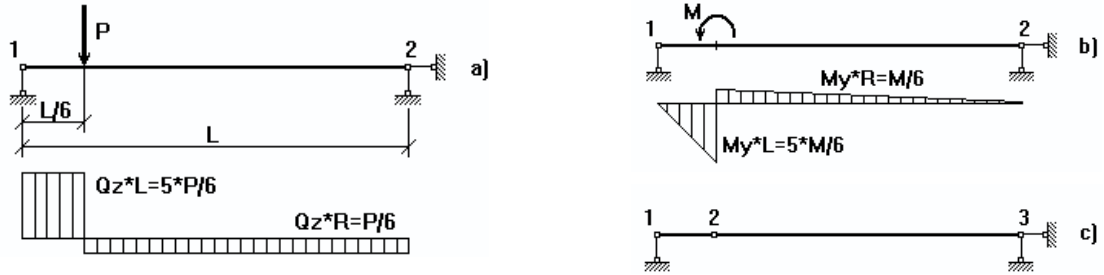 P
1
2
a)
L/6
L
Qz*L=5*P/6
Qz*R=P/6
M
1
2
b)
My*R=M/6
My*L=5*M/6
1
2
3
c)